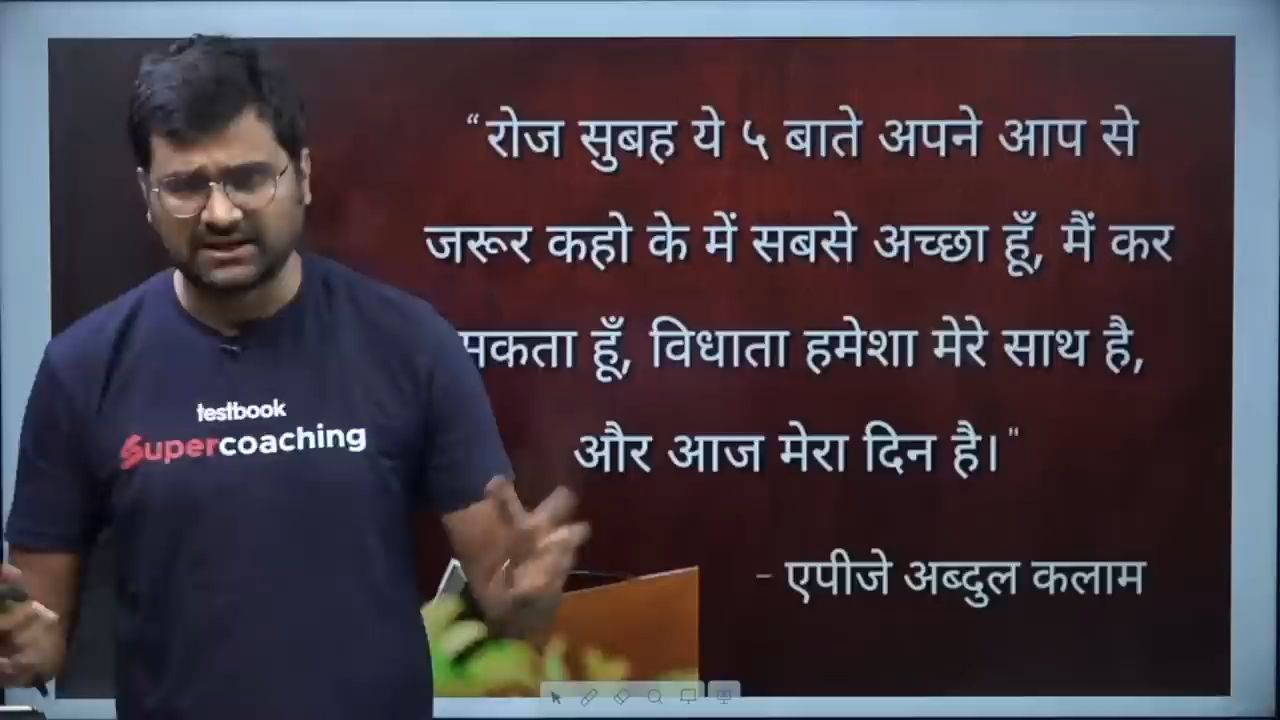 “रोज सुबह ये ५ बाते अपने आप से
जरूर कहो के में सबसे अच्छा हूँ, मैं कर
हूँ, विधाता हमेशा मेरे साथ है,
और आज मेरा दिन है।"
- एपीजे अब्दुल कलाम
testbook
Supercoaching